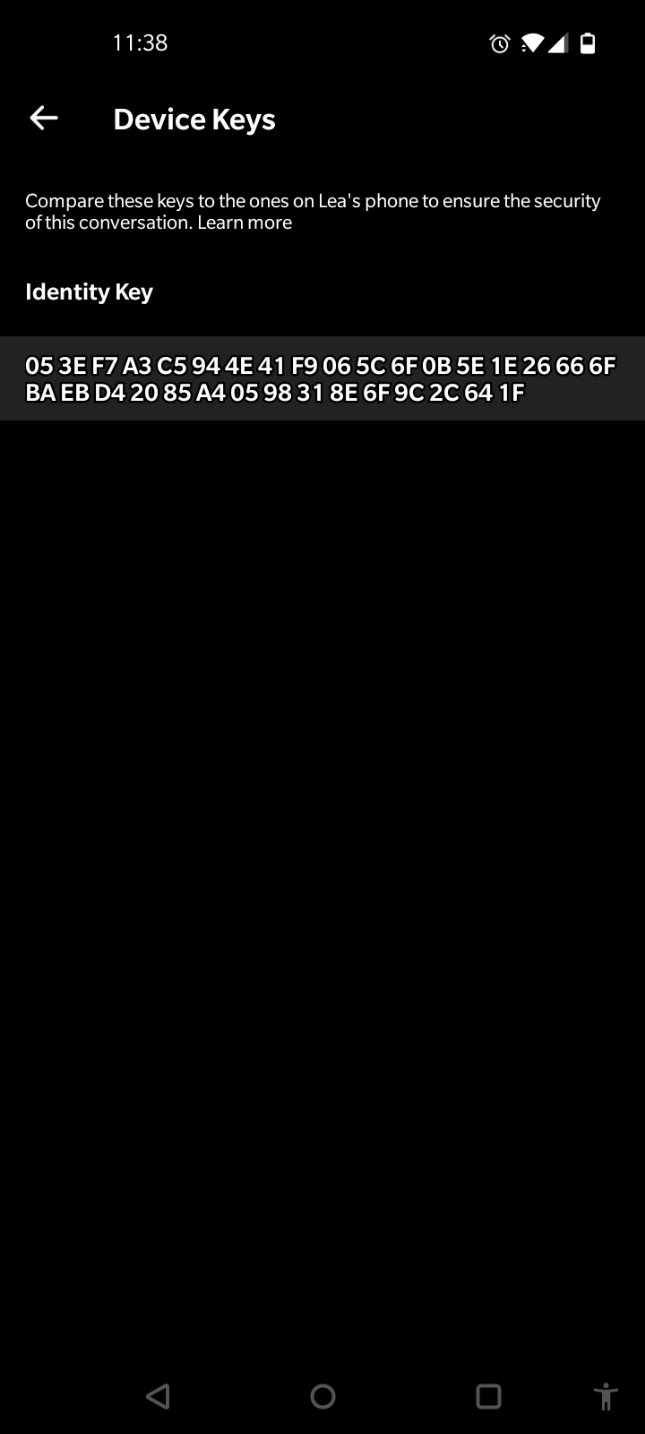 11:38
Device Keys
Compare these keys to the ones on Lea's phone to ensure the security
of this conversation. Learn more
Identity Key
05 3E F7 A3 C5 94 4E 41 F9 06 5C 6F 0B 5E 1E 26 66 6F
BA EB D4 20 85 A4 05 98 31 8E 6F 9C 2C 64 1F